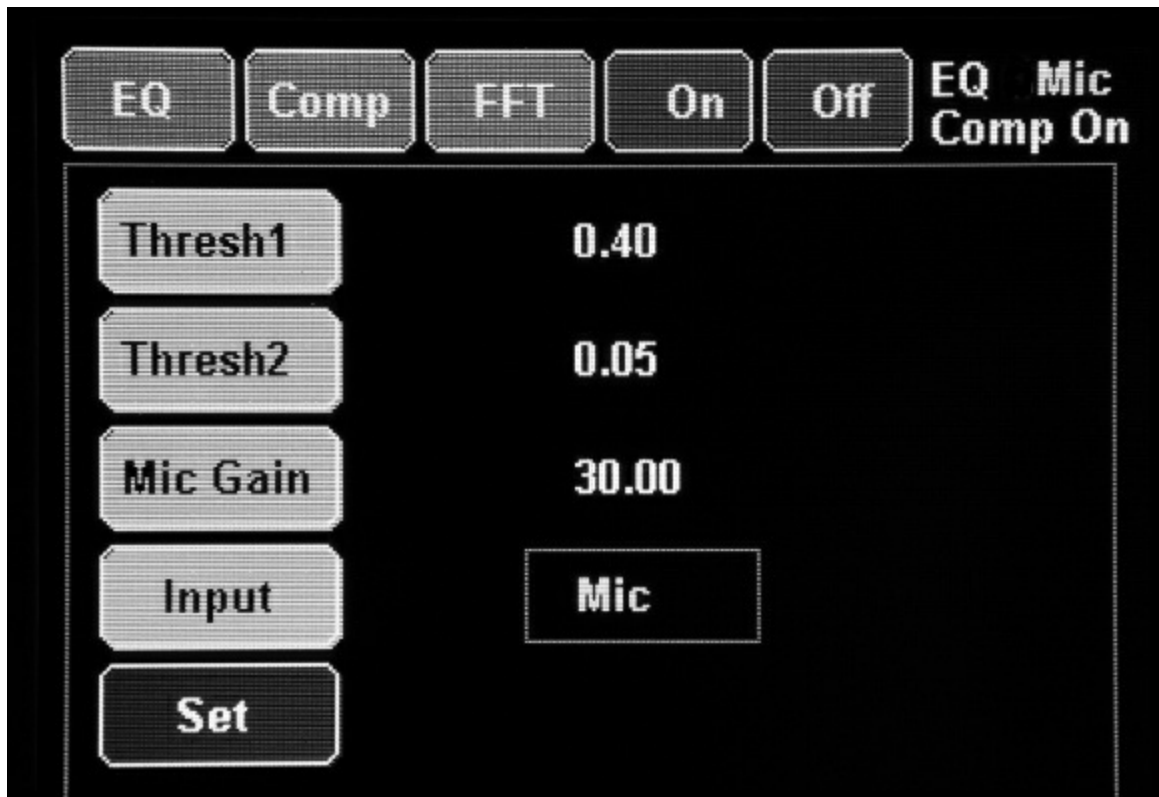 EQ Comp FFT On Off EQ Mic
Comp On
Thresh1 0.40
Thresh2 0.05
Mic Gain 30.00
Input Mic
Set